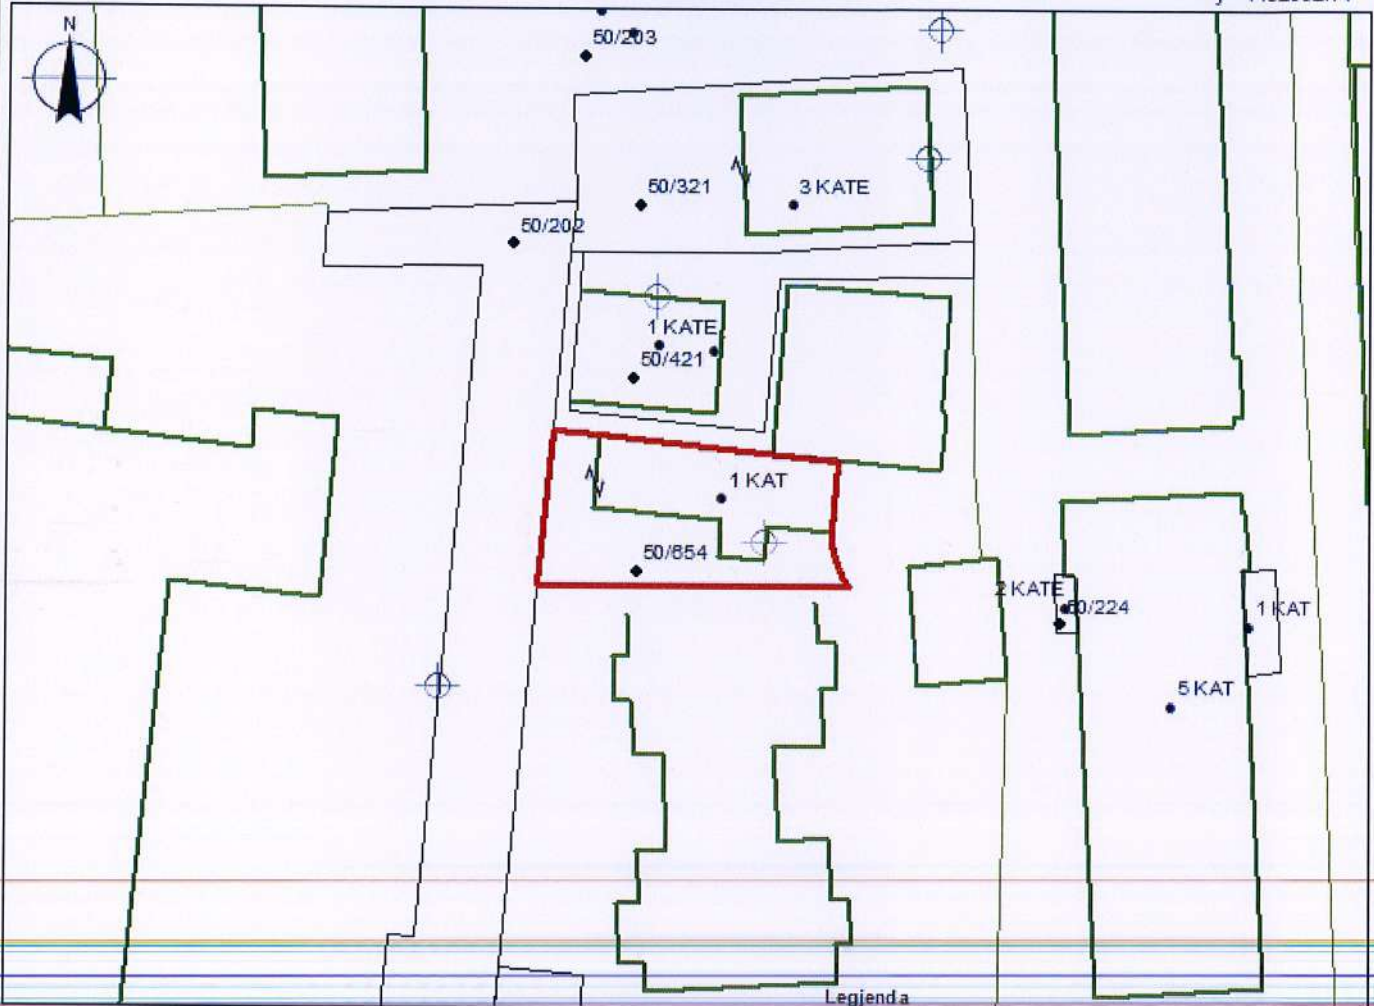 N
50/203
50/321
3 KATE
50/202
1 KATE
50/421
1 KAT
50/654
2 KATE
50/224
1 KAT
5 KAT
Legjenda